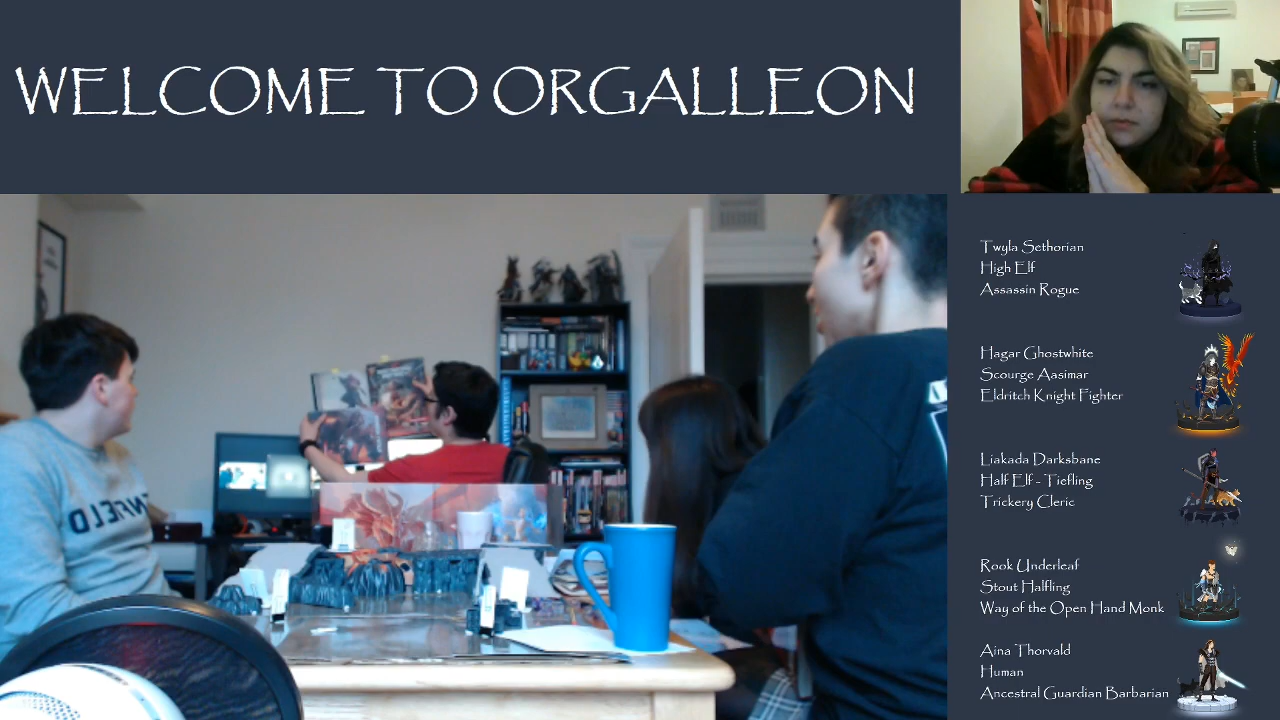 WELCOME TO ORGALLEON
Twyla Sethorian
High Elf
Assassin Rogue
Hagar Ghostwhite
Scourge Aasimar
Eldritch Knight Fighter
Liakada Darksbane
Half Elf - Tiefling
Trickery Cleric
Rook Underleaf
Stout Halfling
Way of the Open Hand Monk
Aina Thorvald
Human
Ancestral Guardian Barbarian